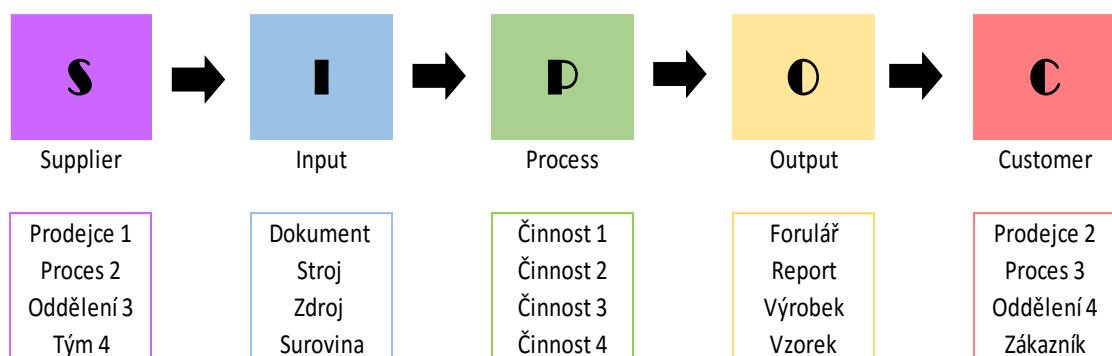 S I P O C
Supplier Input Process Output Customer
Prodejce 1 Dokument Činnost 1 Forulář Prodejce 2
Proces 2 Stroj Činnost 2 Report Proces 3
Oddělení 3 Zdroj Činnost 3 Výrobek Oddělení 4
Tým 4 Surovina Činnost 4 Vzorek Zákazník